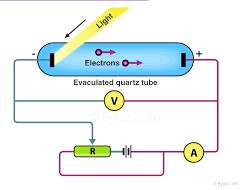 Light
- +
Electrons
Evacuated quartz tube
V
R
A